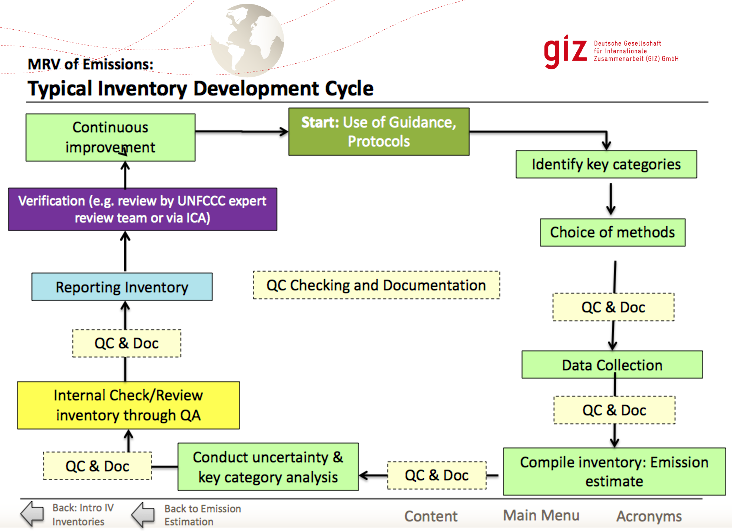 giz
Deutsche Gesellschaft
für Internationale
Zusammenarbeit (GIZ) GmbH
MRV of Emissions:
Typical Inventory Development Cycle
Continuous
improvement
Start: Use of Guidance,
Protocols
Identify key categories
Verification (e.g. review by UNFCCC expert
review team or via ICA)
Choice of methods
Reporting Inventory
QC Checking and Documentation
QC & Doc
QC & Doc
Data Collection
Internal Check/Review
inventory through QA
QC & Doc
QC & Doc
Conduct uncertainty &
key category analysis
QC & Doc
Compile inventory: Emission
estimate
Back: Intro IV
Inventories
Back to Emission
Estimation
Content
Main Menu
Acronyms